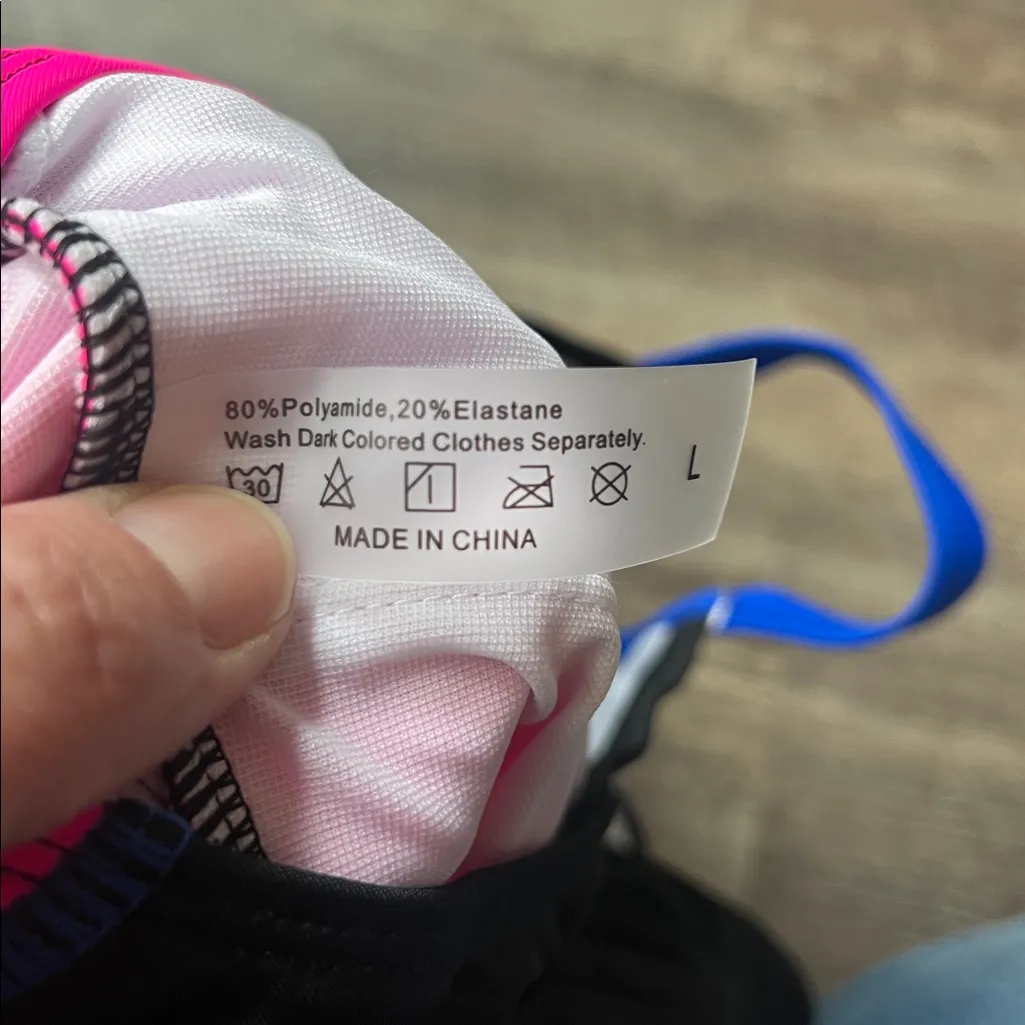 80%Polyamide,20%Elastane
Wash Dark Colored Clothes Separately.
30
L
MADE IN CHINA